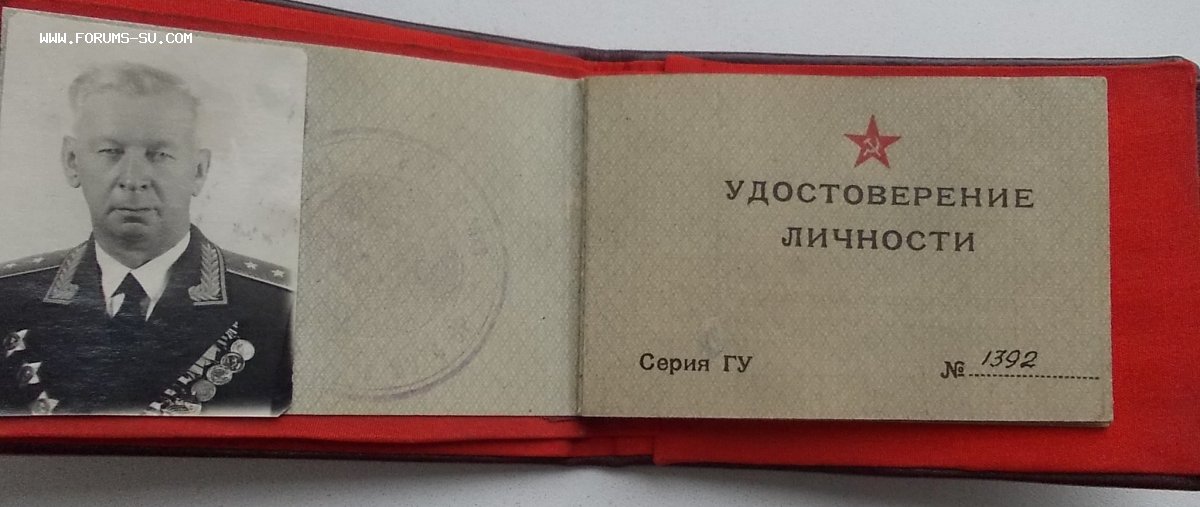 WWW.FORUMS-SU.COM
УДОСТОВЕРЕНИЕ
ЛИЧНОСТИ
Серия ГУ № 1392